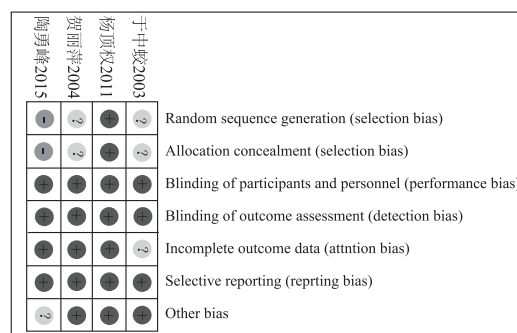 陶勇峰2015 贺丽萍2004 杨顶权2011 于中蛟2003
- ? + ? Random sequence generation (selection bias)
- ? + ? Allocation concealment (selection bias)
+ + + + Blinding of participants and personnel (performance bias)
+ + + + Blinding of outcome assessment (detection bias)
+ + + ? Incomplete outcome data (attntion bias)
+ + + + Selective reporting (reprting bias)
? + + + Other bias